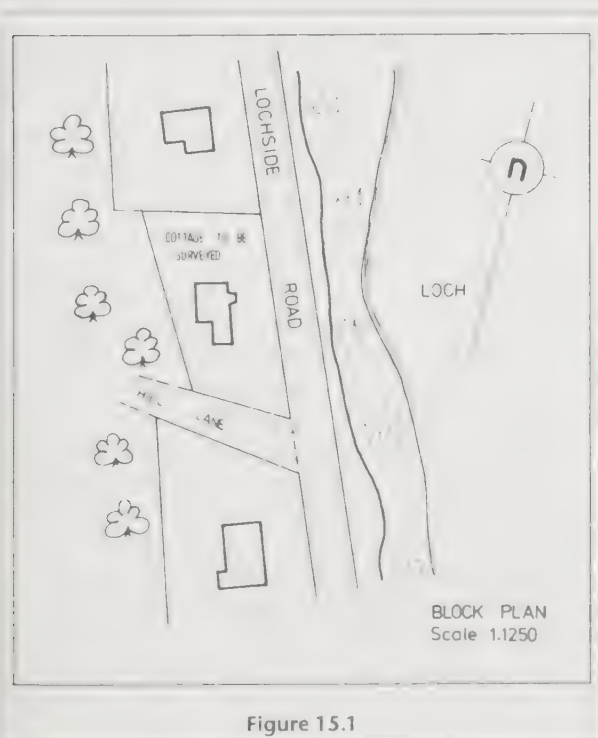 LOCHSIDE
ROAD
COTTAGE TO BE
SURVEYED
n
LOCH
LANE
BLOCK PLAN
Scale 1:1250
Figure 15.1